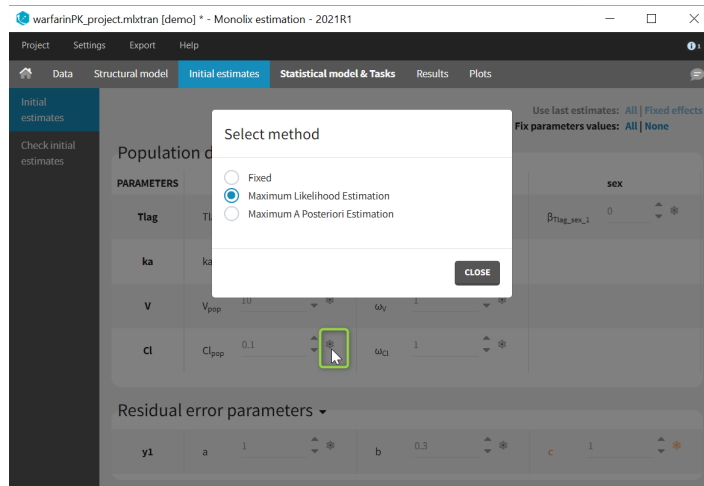 warfarinPK_project.mlxtran [demo] * - Monolix estimation - 2021R1
Project Settings Export Help
Data Structural model Initial estimates Statistical model & Tasks Results Plots
Initial
estimates
Check initial
estimates
Use last estimates: All | Fixed effects
Fix parameters values: All | None
Select method
Fixed
Maximum Likelihood Estimation
Maximum A Posteriori Estimation
CLOSE
Population
PARAMETERS sex
Tlag Tl βTlag_sex_1 0
ka ka
V Vpop 10 ωV 1
Cl Clpop 0.1 ωCl 1
Residual error parameters
y1 a 1 b 0.3 c 1